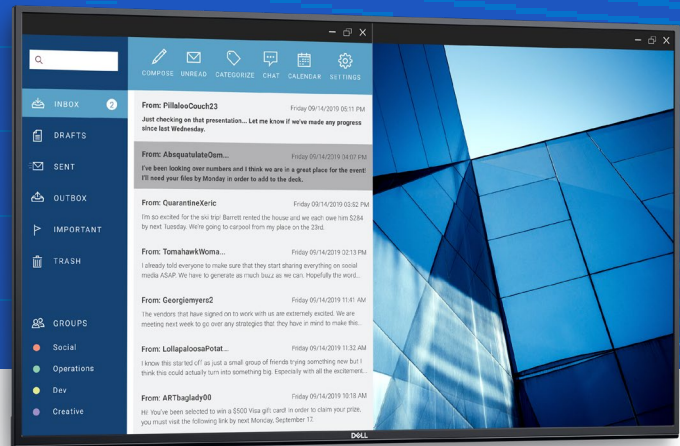 COMPOSE
UNREAD
CATEGORIZE
CHAT
CALENDAR
SETTINGS
INBOX 2
DRAFTS
SENT
OUTBOX
IMPORTANT
TRASH
GROUPS
Social
Operations
Dev
Creative
From: PillalooCouch23 Friday 09/14/2019 05:11 PM
Just checking on that presentation... Let me know if we've made any progress
since last Wednesday.
From: AbsquatulateOsm... Friday 09/14/2019 04:07 PM
I've been looking over numbers and I think we are in a great place for the event!
I'll need your files by Monday in order to add to the deck.
From: QuarantineXeric Friday 09/14/2019 03:52 PM
I'm so excited for the ski trip! Barrett rented the house and we each owe him $284
by next Tuesday. We're going to carpool from my place on the 23rd.
From: TomahawkWoma... Friday 09/14/2019 02:13 PM
I already told everyone to make sure that they start sharing everything on social
media ASAP. We have to generate as much buzz as we can. Hopefully the word...
From: Georgiemyers2 Friday 09/14/2019 11:41 AM
The vendors that have signed on to work with us are extremely excited. We are
meeting next week to go over any strategies that they have in mind to make this...
From: LollapaloosaPotat... Friday 09/14/2019 11:32 AM
I know this started off as just a small group of friends trying something new but I
think this could actually turn into something big. Especially with all the excitement...
From: ARTbaglady00 Friday 09/14/2019 10:18 AM
Hi! You've been selected to win a $500 Visa gift card! In order to claim your prize,
you must visit the following link by next Monday, September 17.
DELL